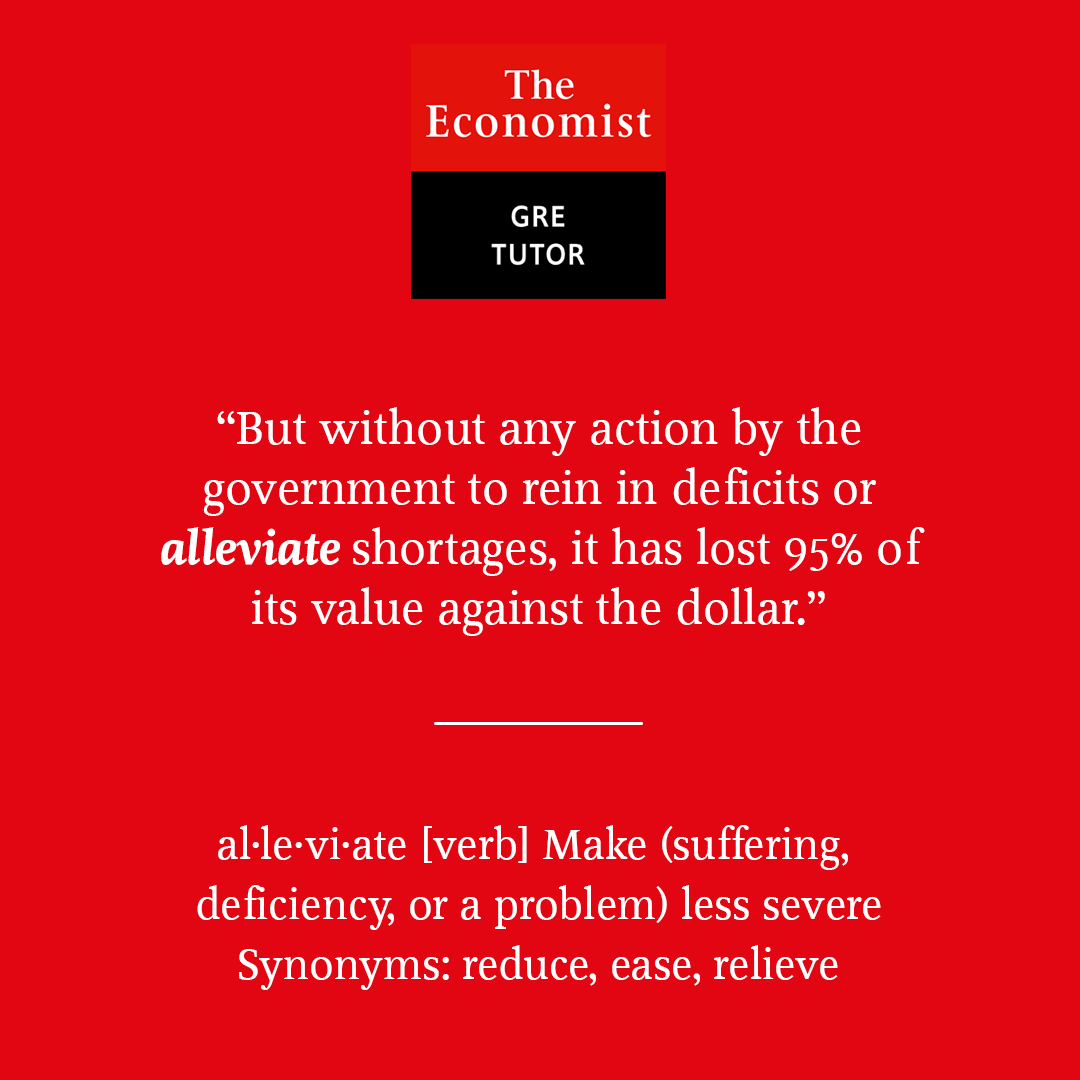 The
Economist
GRE
TUTOR
“But without any action by the
government to rein in deficits or
alleviate shortages, it has lost 95% of
its value against the dollar.”
al·le·vi·ate [verb] Make (suffering,
deficiency, or a problem) less severe
Synonyms: reduce, ease, relieve